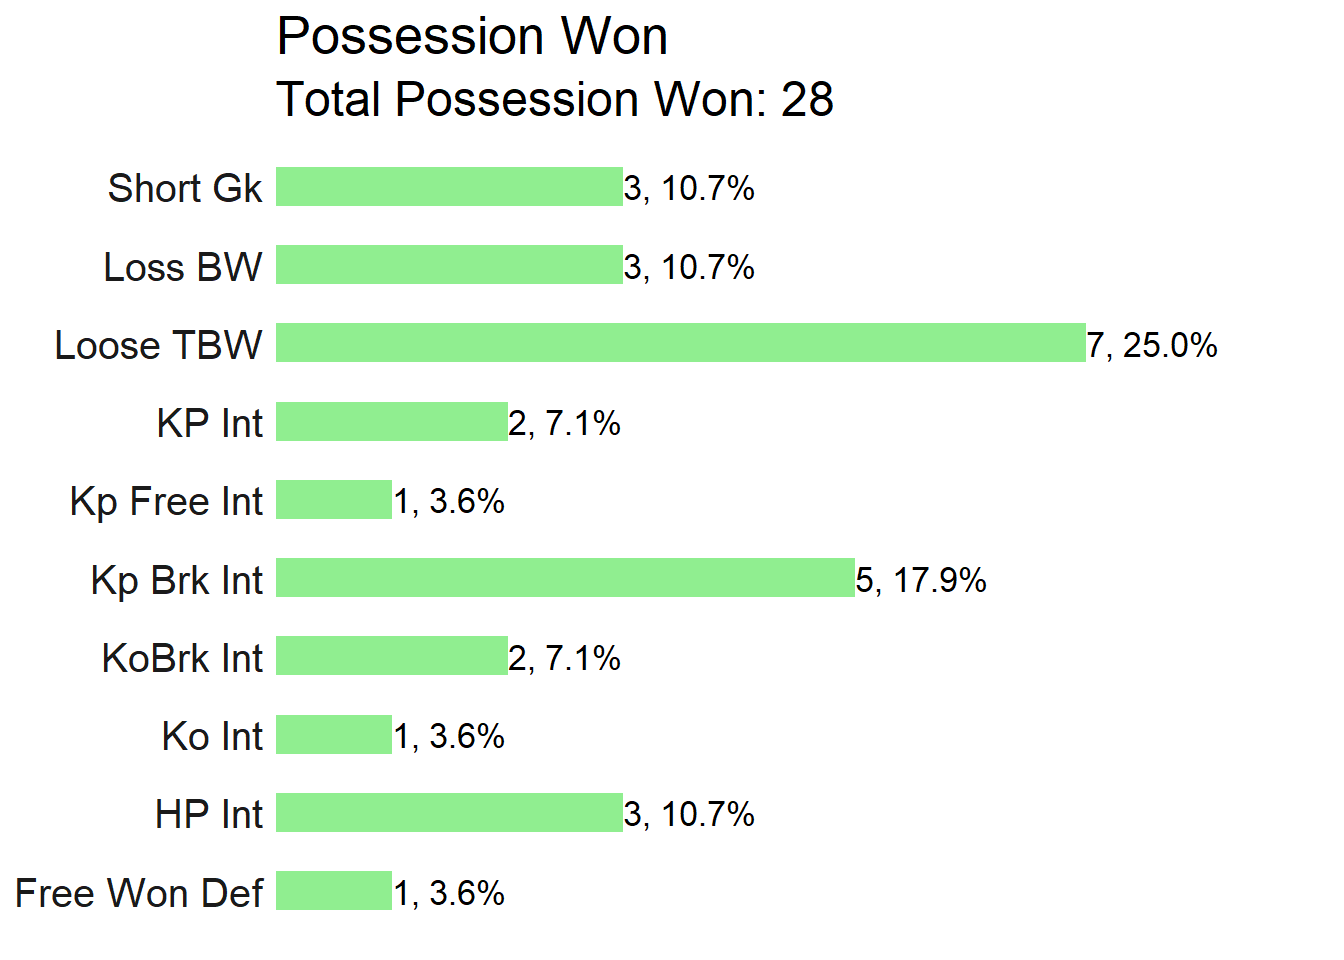 Possession Won
Total Possession Won: 28
Short Gk 3, 10.7%
Loss BW 3, 10.7%
Loose TBW 7, 25.0%
KP Int 2, 7.1%
Kp Free Int 1, 3.6%
Kp Brk Int 5, 17.9%
KoBrk Int 2, 7.1%
Ko Int 1, 3.6%
HP Int 3, 10.7%
Free Won Def 1, 3.6%